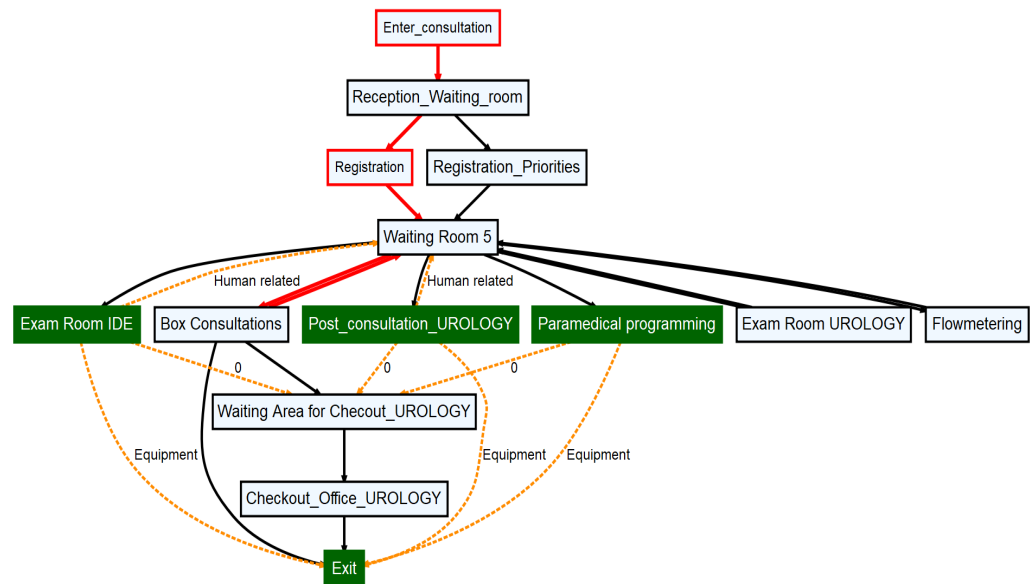 Enter_consultation
Reception_Waiting_room
Registration
Registration_Priorities
Waiting Room 5
Human related
Human related
Exam Room IDE
Box Consultations
Post_consultation_UROLOGY
Paramedical programming
Exam Room UROLOGY
Flowmetering
0
0
0
Waiting Area for Checout_UROLOGY
Equipment
Equipment
Equipment
Checkout_Office_UROLOGY
Exit